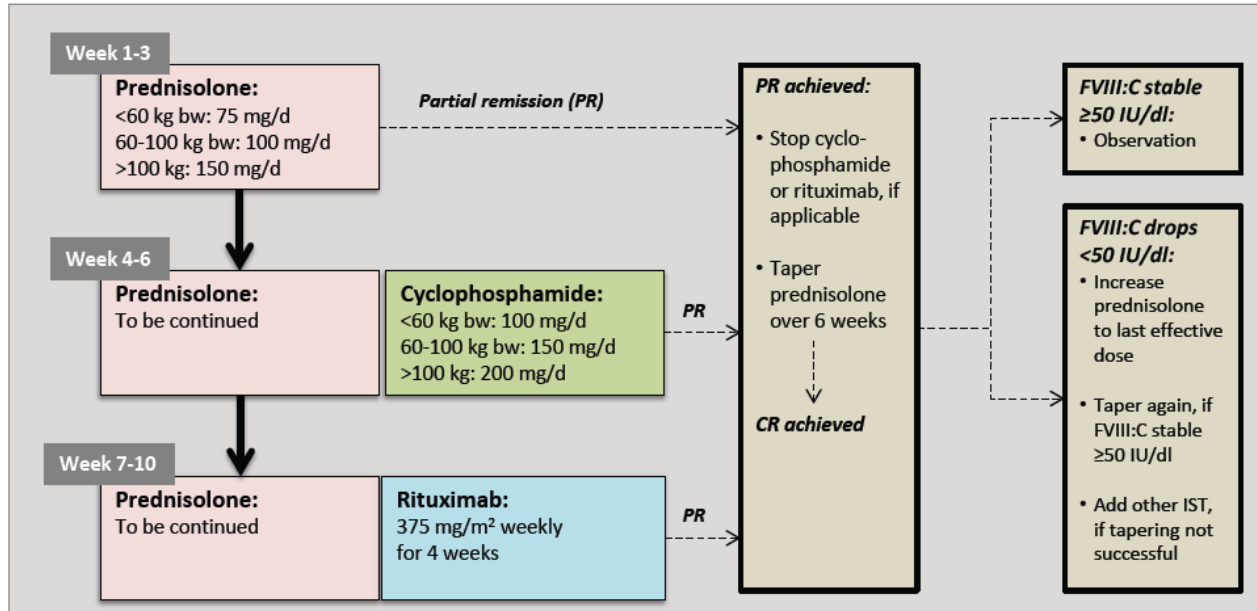 Week 1-3
Prednisolone:
<60 kg bw: 75 mg/d
60-100 kg bw: 100 mg/d
>100 kg: 150 mg/d
Partial remission (PR)
Week 4-6
Prednisolone:
To be continued
Cyclophosphamide:
<60 kg bw: 100 mg/d
60-100 kg bw: 150 mg/d
>100 kg: 200 mg/d
PR
Week 7-10
Prednisolone:
To be continued
Rituximab:
375 mg/m² weekly
for 4 weeks
PR
PR achieved:
• Stop cyclo-
phosphamide
or rituximab, if
applicable
• Taper
prednisolone
over 6 weeks
CR achieved
FVIII:C stable
≥50 IU/dl:
• Observation
FVIII:C drops
<50 IU/dl:
• Increase
prednisolone
to last effective
dose
• Taper again, if
FVIII:C stable
≥50 IU/dl
• Add other IST,
if tapering not
successful